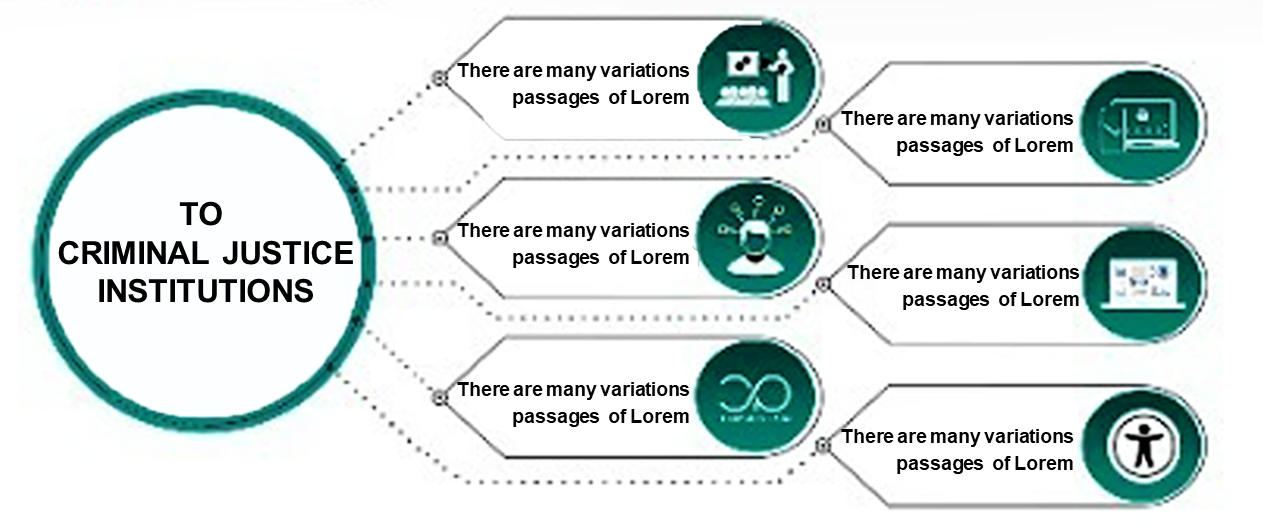 TO
CRIMINAL JUSTICE
INSTITUTIONS
There are many variations
passages of Lorem
There are many variations
passages of Lorem
There are many variations
passages of Lorem
There are many variations
passages of Lorem
There are many variations
passages of Lorem
There are many variations
passages of Lorem